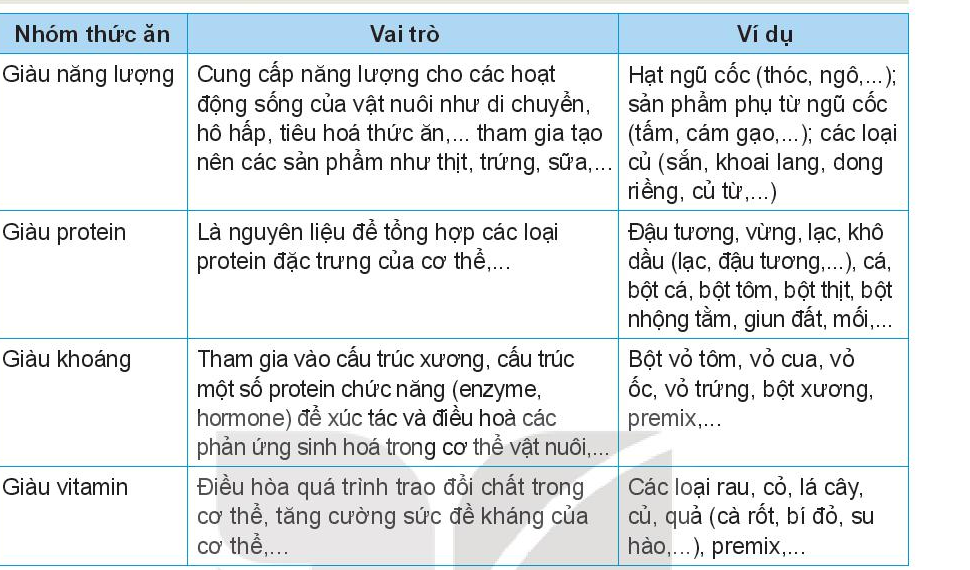 Nhóm thức ăn
Vai trò
Ví dụ
Giàu năng lượng
Cung cấp năng lượng cho các hoạt
động sống của vật nuôi như di chuyển,
hô hấp, tiêu hoá thức ăn,... tham gia tạo
nên các sản phẩm như thịt, trứng, sữa,...
Hạt ngũ cốc (thóc, ngô,...);
sản phẩm phụ từ ngũ cốc
(tấm, cám gạo,...); các loại
củ (sắn, khoai lang, dong
riềng, củ từ,...)
Giàu protein
Là nguyên liệu để tổng hợp các loại
protein đặc trưng của cơ thể,...
Đậu tương, vừng, lạc, khô
dầu (lạc, đậu tương,...), cá,
bột cá, bột tôm, bột thịt, bột
nhộng tằm, giun đất, mối,...
Giàu khoáng
Tham gia vào cấu trúc xương, cấu trúc
một số protein chức năng (enzyme,
hormone) để xúc tác và điều hoà các
phản ứng sinh hoá trong cơ thể vật nuôi,...
Bột vỏ tôm, vỏ cua, vỏ
ốc, vỏ trứng, bột xương,
premix,...
Giàu vitamin
Điều hòa quá trình trao đổi chất trong
cơ thể, tăng cường sức đề kháng của
cơ thể,...
Các loại rau, cỏ, lá cây,
củ, quả (cà rốt, bí đỏ, su
hào,...), premix,...